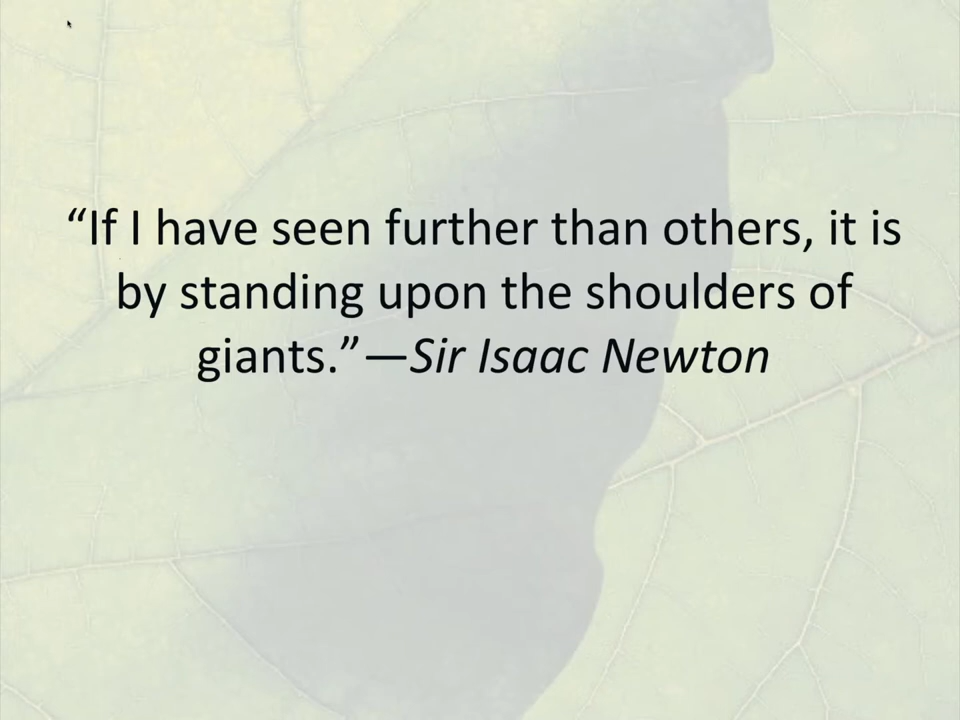 “If I have seen further than others, it is
by standing upon the shoulders of
giants.”—Sir Isaac Newton